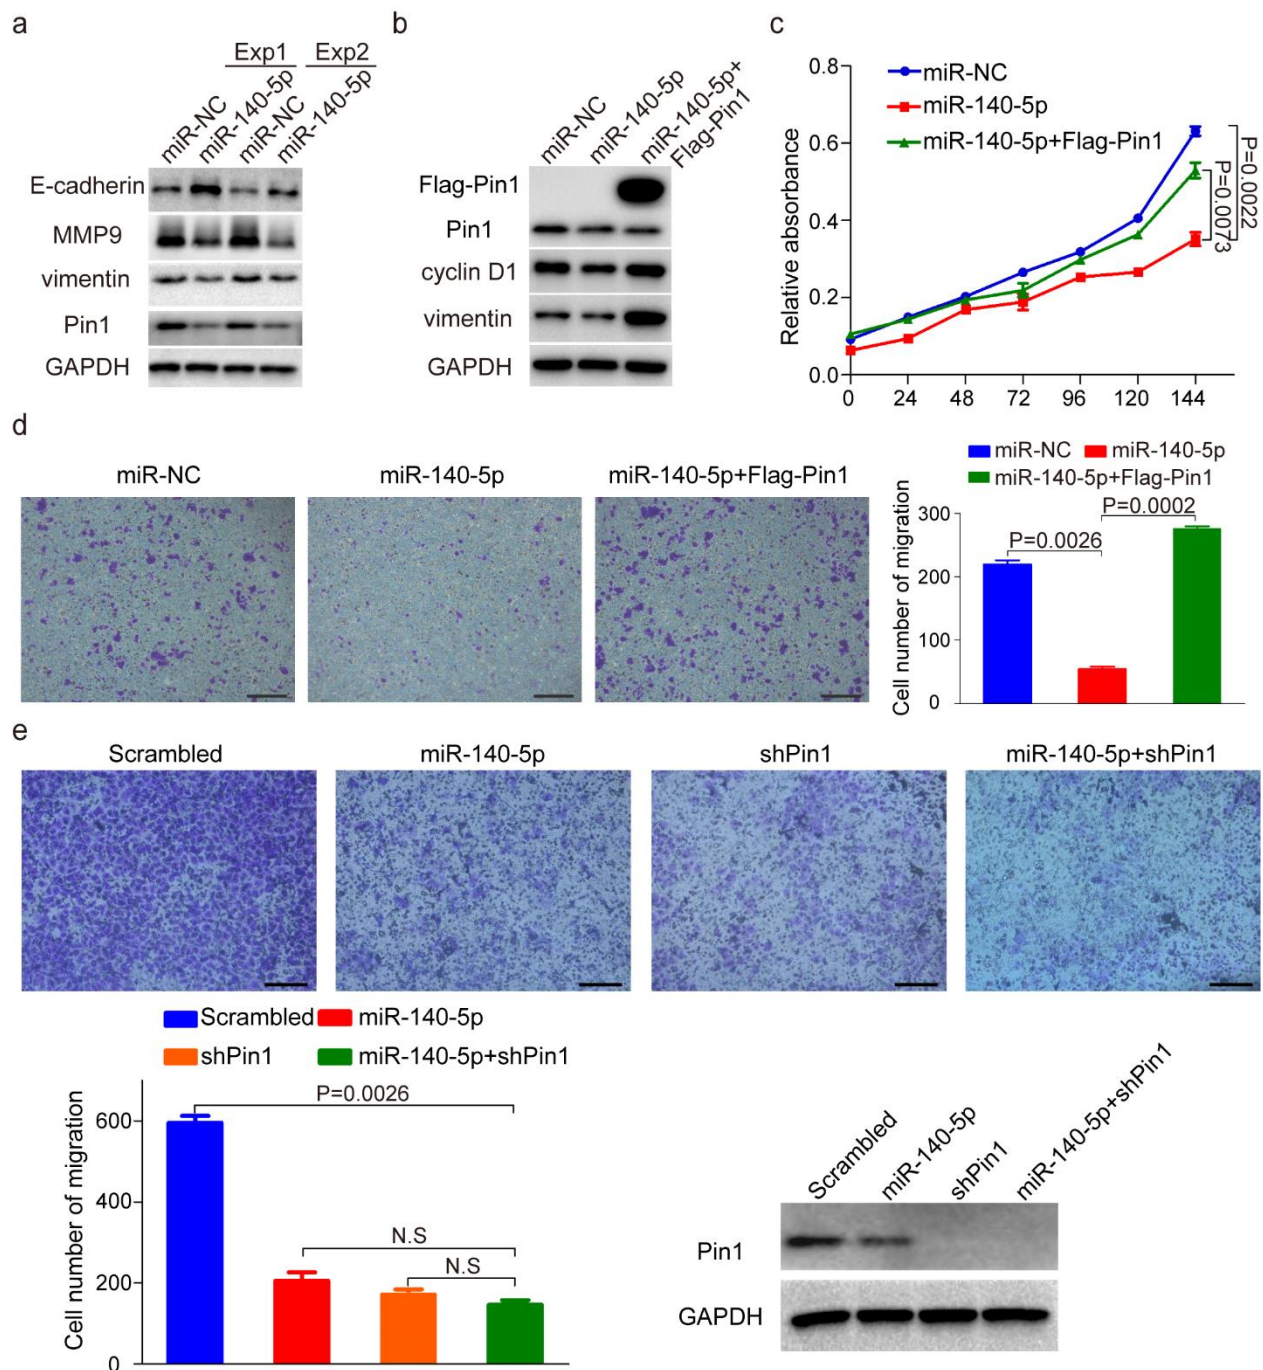 a
Exp1 Exp2
miR-NC
miR-140-5p
miR-NC
miR-140-5p
E-cadherin
MMP9
vimentin
Pin1
GAPDH
b
miR-NC
miR-140-5p
miR-140-5p+
Flag-Pin1
Flag-Pin1
Pin1
cyclin D1
vimentin
GAPDH
c
Relative absorbance
0.8
0.6
0.4
0.2
0.0
0 24 48 72 96 120 144
miR-NC
miR-140-5p
miR-140-5p+Flag-Pin1
P=0.0073
P=0.0022
d
miR-NC
miR-140-5p
miR-140-5p+Flag-Pin1
miR-NC miR-140-5p
miR-140-5p+Flag-Pin1
Cell number of migration
300
200
100
0
P=0.0026
P=0.0002
e
Scrambled
miR-140-5p
shPin1
miR-140-5p+shPin1
Scrambled miR-140-5p
shPin1 miR-140-5p+shPin1
Cell number of migration
600
400
200
0
P=0.0026
N.S
N.S
Scrambled
miR-140-5p
shPin1
miR-140-5p+shPin1
Pin1
GAPDH